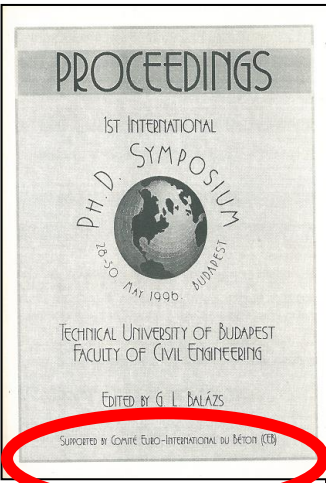 PROCEEDINGS
1ST INTERNATIONAL
PH.D. SYMPOSIUM
28-30. MAY 1996. BUDAPEST
TECHNICAL UNIVERSITY OF BUDAPEST
FACULTY OF CIVIL ENGINEERING
EDITED BY G. L. BALÁZS
SUPPORTED BY COMITÉ EURO-INTERNATIONAL DU BÉTON (CEB)